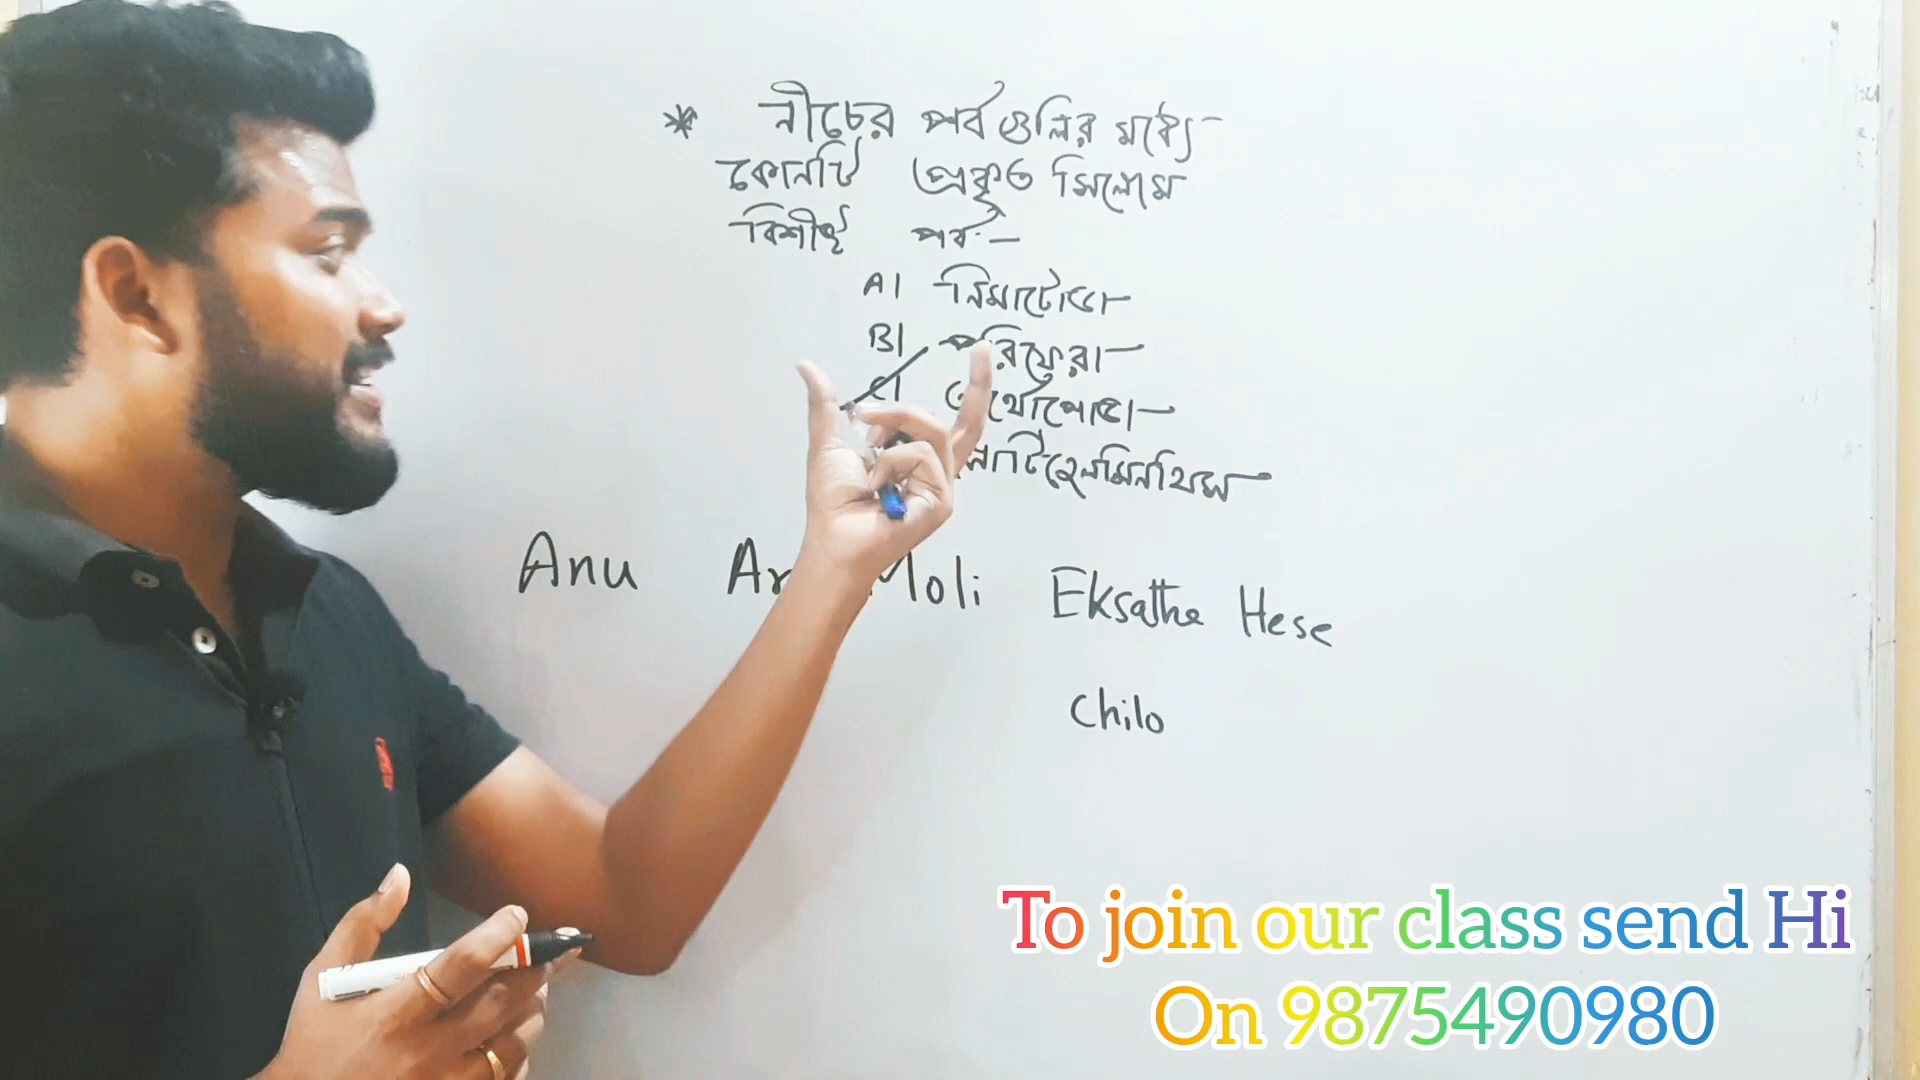 * নীচের পর্বগুলির মধ্যে
কোনটি প্রকৃত সিলোম
বিশিষ্ট পর্ব —
A| নিমাটোডা
B| পরিফেরা
C| অর্থোপোডা
Anu Moli Eksathe Hese
Chilo
To join our class send Hi
On 9875490980